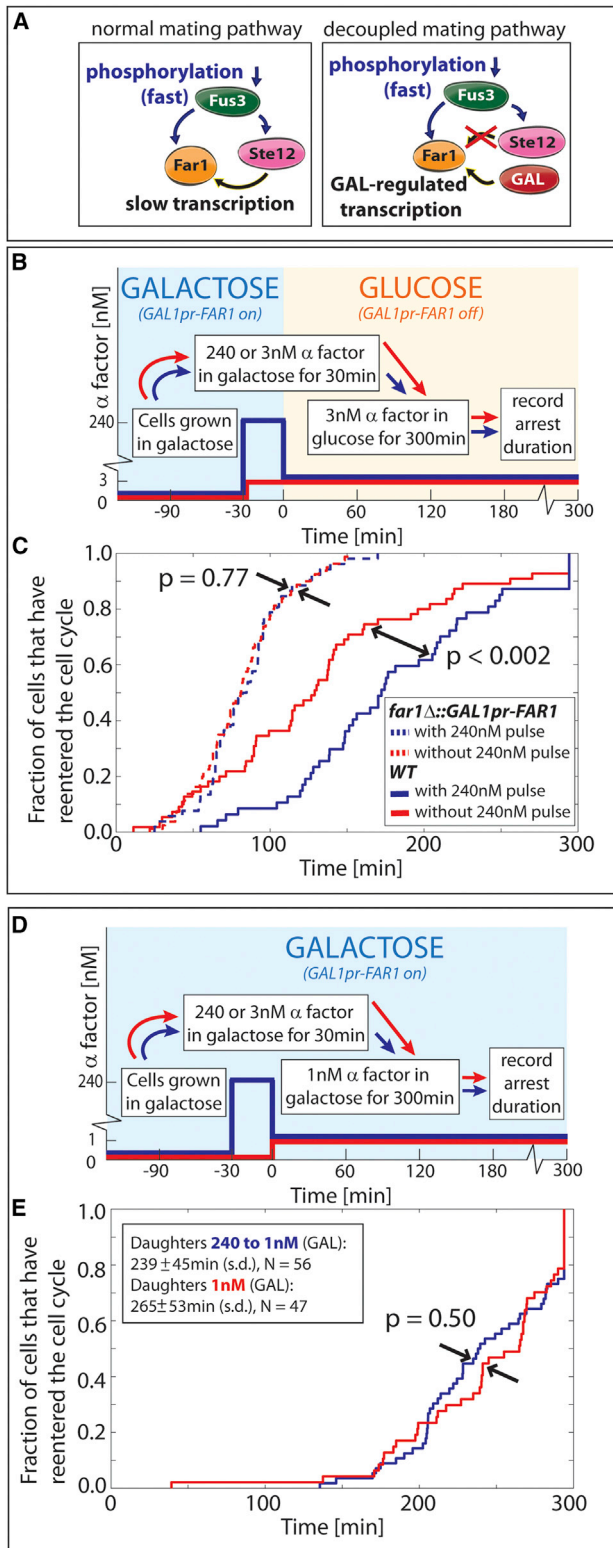 A
normal mating pathway
phosphorylation
(fast)
Fus3
Far1
Ste12
slow transcription
decoupled mating pathway
phosphorylation
(fast)
Fus3
Far1
Ste12
GAL
GAL-regulated
transcription
B
α factor [nM]
GALACTOSE
(GAL1pr-FAR1 on)
GLUCOSE
(GAL1pr-FAR1 off)
240 or 3nM α factor
in galactose for 30min
Cells grown
in galactose
3nM α factor in
glucose for 300min
record
arrest
duration
240
3
0
-90
-30
0
60
120
180
300
Time [min]
C
Fraction of cells that have
reentered the cell cycle
1.0
0.8
0.6
0.4
0.2
0.0
p = 0.77
p < 0.002
far1Δ::GAL1pr-FAR1
with 240nM pulse
without 240nM pulse
WT
with 240nM pulse
without 240nM pulse
0
100
200
300
Time [min]
D
α factor [nM]
GALACTOSE
(GAL1pr-FAR1 on)
240 or 3nM α factor
in galactose for 30min
Cells grown
in galactose
1nM α factor in
galactose for 300min
record
arrest
duration
240
1
0
-90
-30
0
60
120
180
300
Time [min]
E
Fraction of cells that have
reentered the cell cycle
1.0
0.8
0.6
0.4
0.2
0.0
Daughters 240 to 1nM (GAL):
239 ±45min (s.d.), N = 56
Daughters 1nM (GAL):
265±53min (s.d.), N = 47
p = 0.50
0
100
200
300
Time [min]